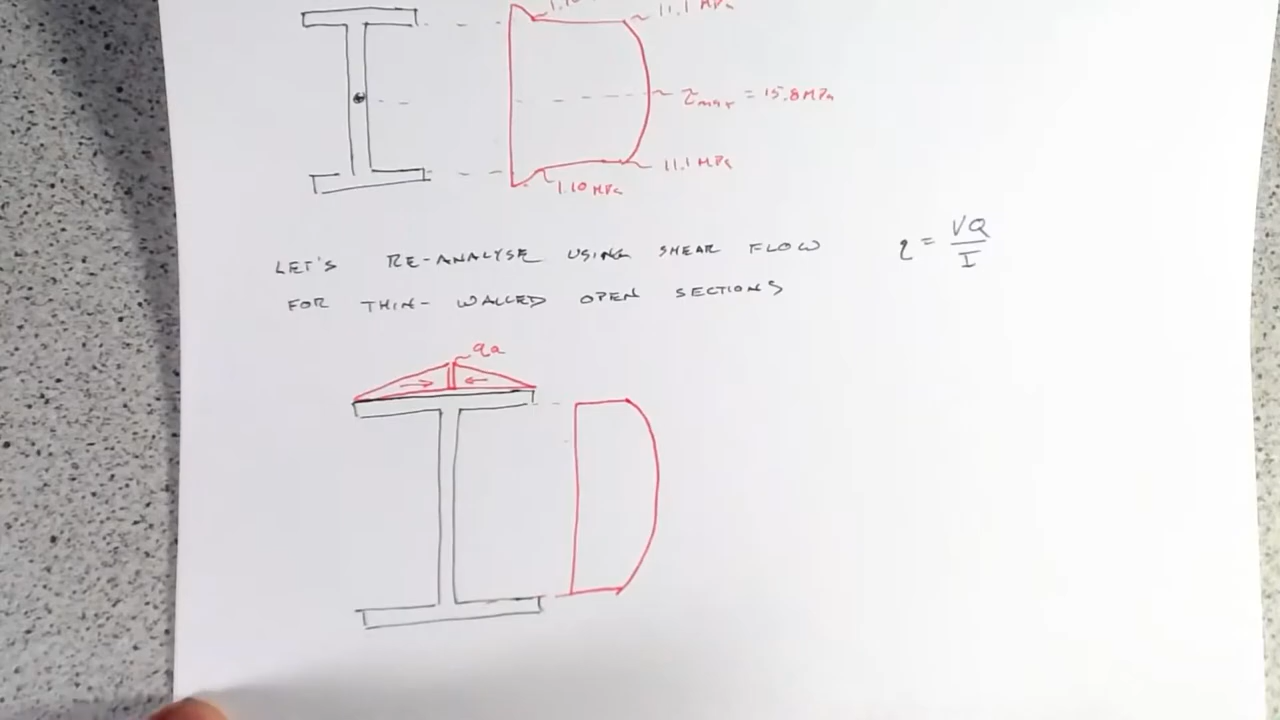 11.1 MPa
τmax = 15.8 MPa
11.1 MPa
1.10 MPa
LET'S RE-ANALYSE USING SHEAR FLOW
FOR THIN-WALLED OPEN SECTIONS
q = VQ
I
qa